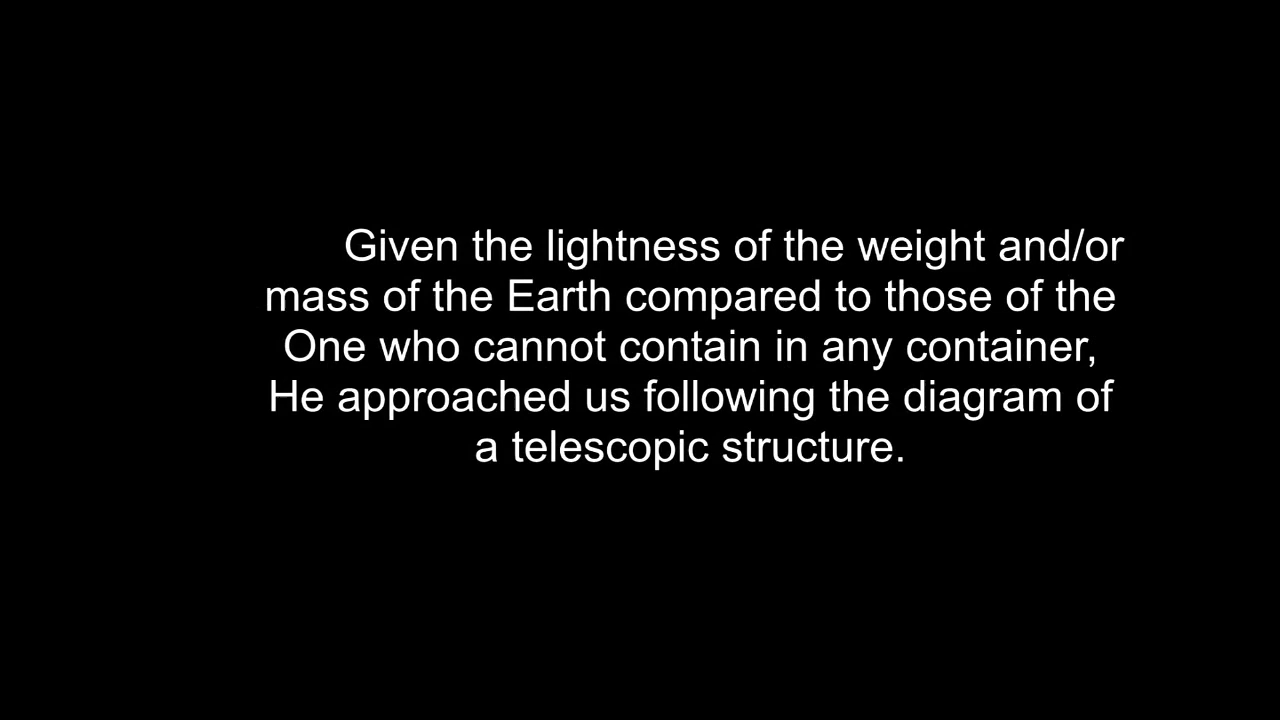 Given the lightness of the weight and/or
mass of the Earth compared to those of the
One who cannot contain in any container,
He approached us following the diagram of
a telescopic structure.